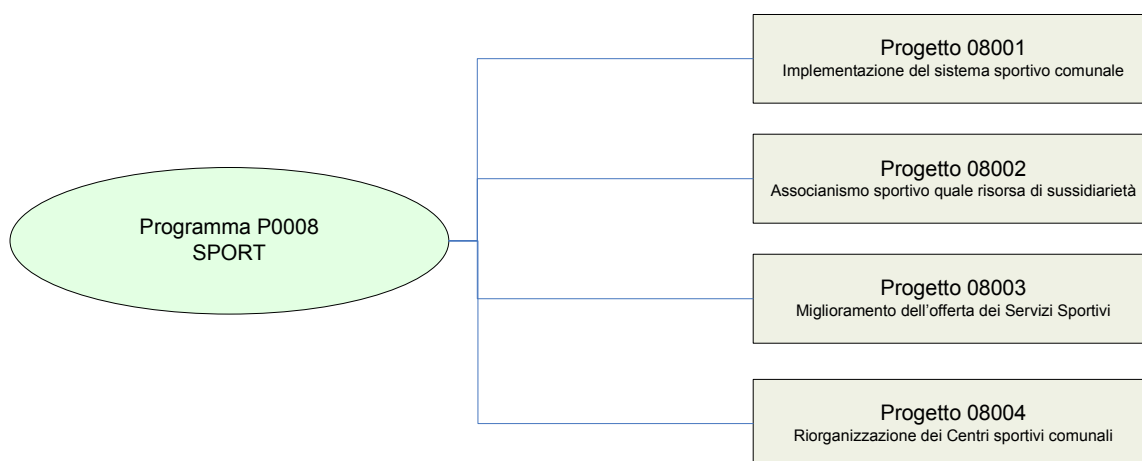 Progetto 08001
Implementazione del sistema sportivo comunale
Progetto 08002
Associanismo sportivo quale risorsa di sussidiarietà
Programma P0008
SPORT
Progetto 08003
Miglioramento dell'offerta dei Servizi Sportivi
Progetto 08004
Riorganizzazione dei Centri sportivi comunali